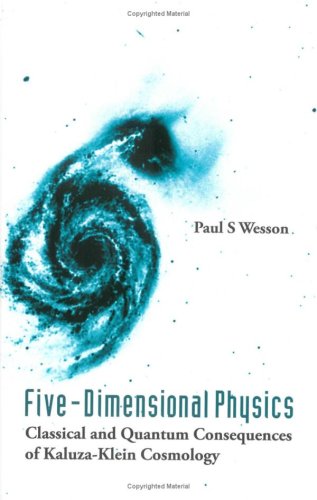 Copyrighted Material
Paul S Wesson
Five-Dimensional Physics
Classical and Quantum Consequences
of Kaluza-Klein Cosmology
Copyrighted Material